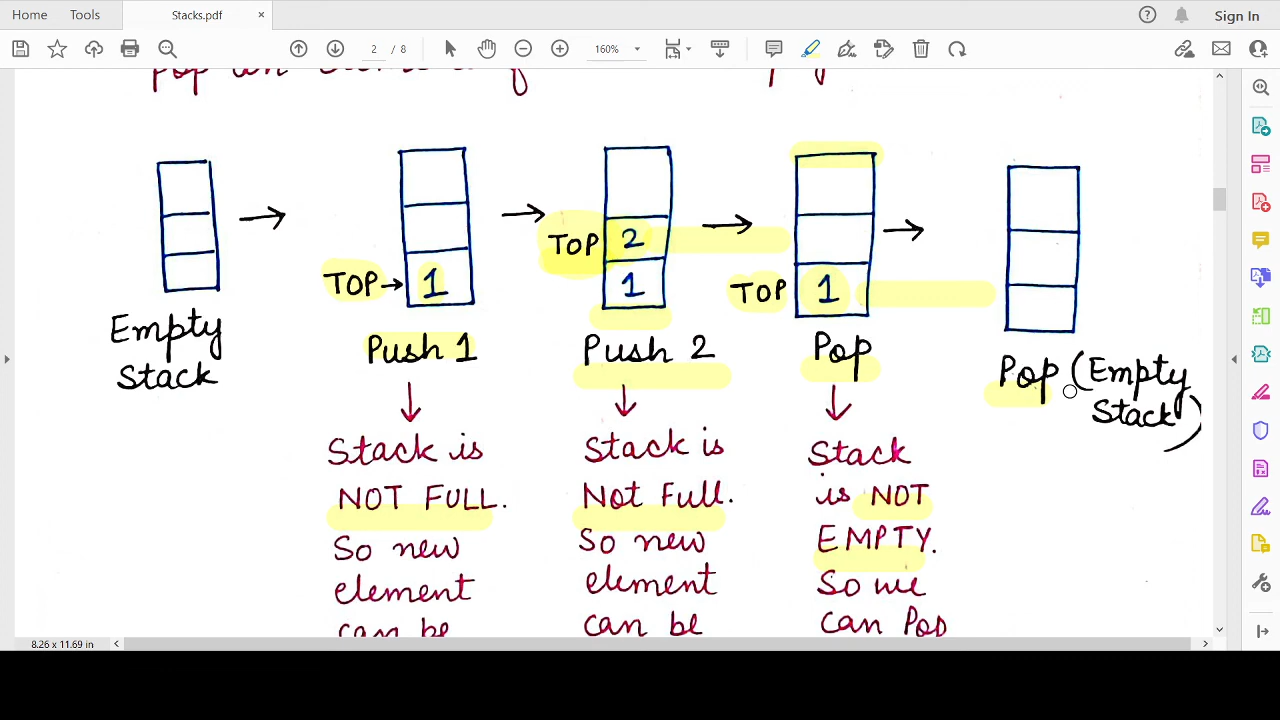 Home Tools Stacks.pdf × Sign In
2 / 8 160%
TOP 2
TOP→ 1 1 TOP 1
Empty
Stack
Push 1 Push 2 Pop Pop (Empty
Stack)
Stack is
NOT FULL.
So new
element
can be
Stack is
Not Full.
So new
element
can be
Stack
is NOT
EMPTY.
So we
can Pop
8.26 x 11.69 in